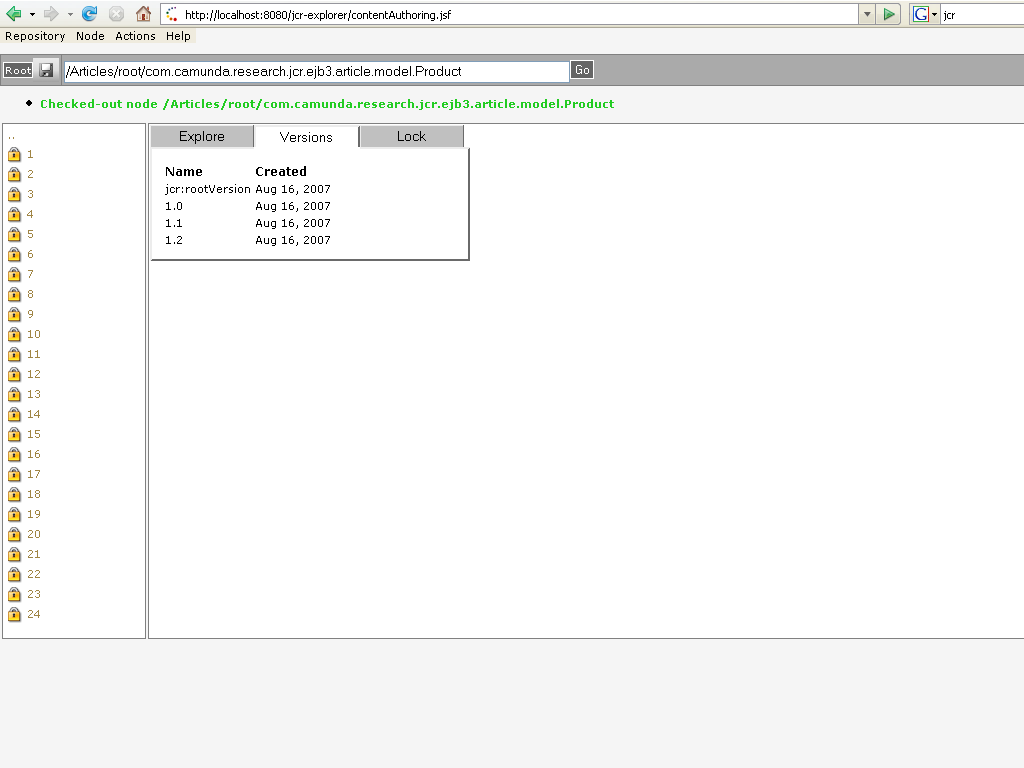 http://localhost:8080/jcr-explorer/contentAuthoring.jsf
G jcr
Repository Node Actions Help
Root /Articles/root/com.camunda.research.jcr.ejb3.article.model.Product Go
Checked-out node /Articles/root/com.camunda.research.jcr.ejb3.article.model.Product
..
1
2
3
4
5
6
7
8
9
10
11
12
13
14
15
16
17
18
19
20
21
22
23
24
Explore Versions Lock
Name Created
jcr:rootVersion Aug 16, 2007
1.0 Aug 16, 2007
1.1 Aug 16, 2007
1.2 Aug 16, 2007